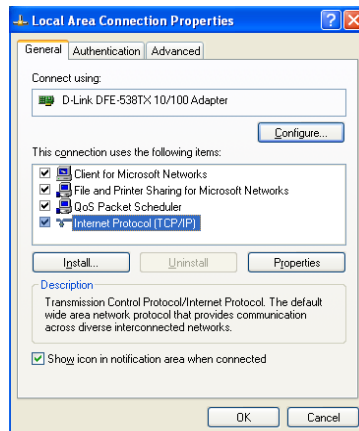 Local Area Connection Properties
General Authentication Advanced
Connect using:
D-Link DFE-538TX 10/100 Adapter
Configure...
This connection uses the following items:
Client for Microsoft Networks
File and Printer Sharing for Microsoft Networks
QoS Packet Scheduler
Internet Protocol (TCP/IP)
Install... Uninstall Properties
Description
Transmission Control Protocol/Internet Protocol. The default
wide area network protocol that provides communication
across diverse interconnected networks.
Show icon in notification area when connected
OK Cancel